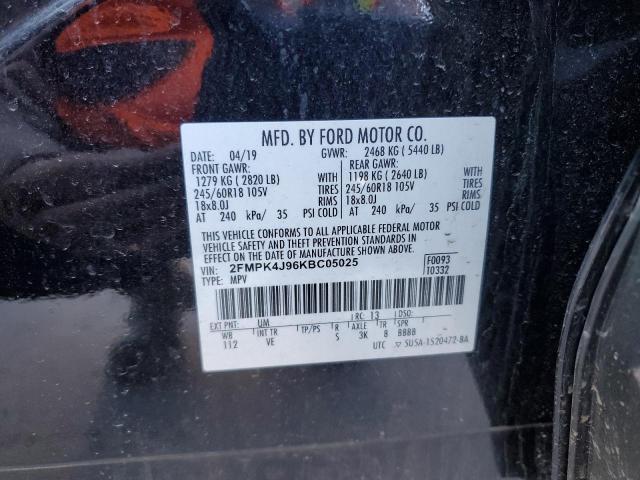 MFD. BY FORD MOTOR CO.
DATE: 04/19 GVWR: 2468 KG ( 5440 LB)
FRONT GAWR: REAR GAWR:
1279 KG ( 2820 LB) WITH 1198 KG ( 2640 LB) WITH
245/60R18 105V TIRES 245/60R18 105V TIRES
18x8.0J RIMS 18x8.0J RIMS
AT 240 kPa/ 35 PSI COLD AT 240 kPa/ 35 PSI COLD
THIS VEHICLE CONFORMS TO ALL APPLICABLE FEDERAL MOTOR
VEHICLE SAFETY AND THEFT PREVENTION STANDARDS IN
EFFECT ON THE DATE OF MANUFACTURE SHOWN ABOVE.
VIN: 2FMPK4J96KBC05025 F0093
TYPE: MPV 10332
EXT PNT: UM RC: 13 DSO:
WB INT TR TP/PS R AXLE TR SPR
112 VE S 3K 8 BBBB
UTC SU5A-1520472-BA